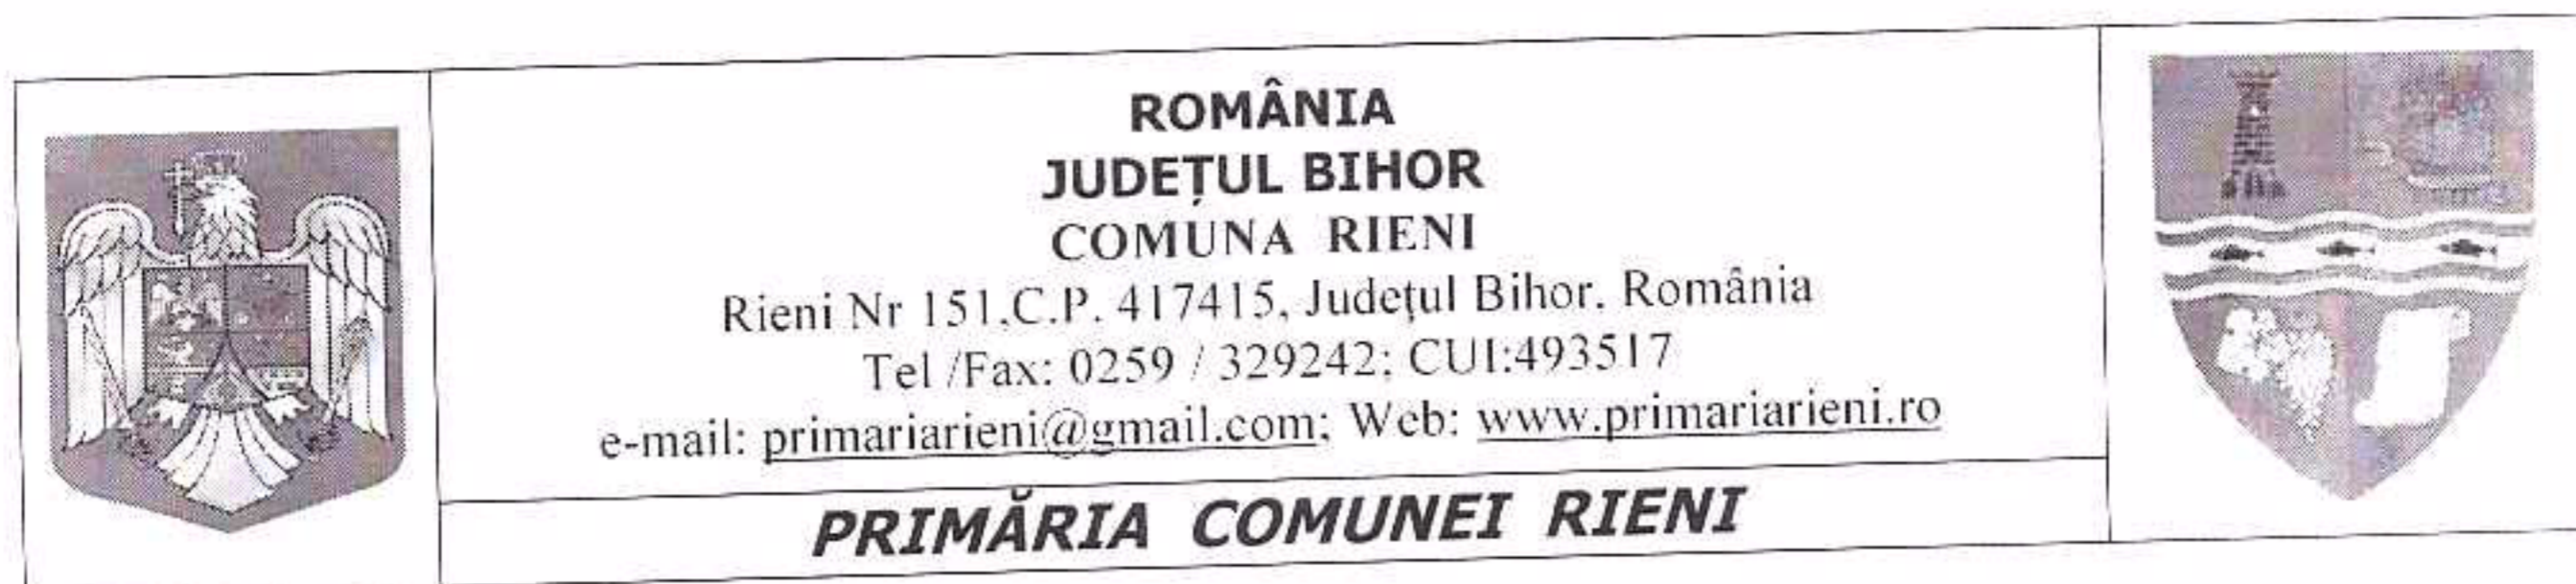 ROMÂNIA
JUDEȚUL BIHOR
COMUNA RIENI
Rieni Nr 151,C.P. 417415, Județul Bihor, România
Tel /Fax: 0259 / 329242; CUI:493517
e-mail: primariarieni@gmail.com; Web: www.primariarieni.ro
PRIMĂRIA COMUNEI RIENI